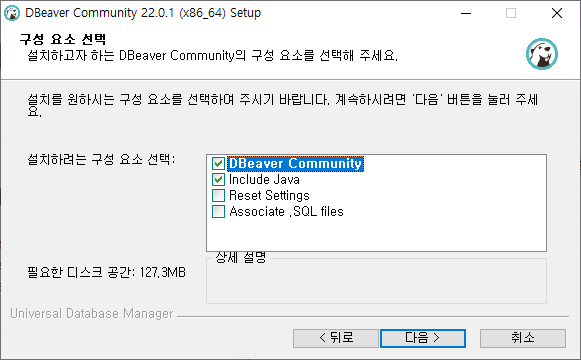 DBeaver Community 22.0.1 (x86_64) Setup
구성 요소 선택
설치하고자 하는 DBeaver Community의 구성 요소를 선택해 주세요.
설치를 원하시는 구성 요소를 선택하여 주시기 바랍니다. 계속하시려면 '다음' 버튼을 눌러 주세
요.
설치하려는 구성 요소 선택:
DBeaver Community
Include Java
Reset Settings
Associate .SQL files
상세 설명
필요한 디스크 공간: 127.3MB
Universal Database Manager
< 뒤로
다음 >
취소